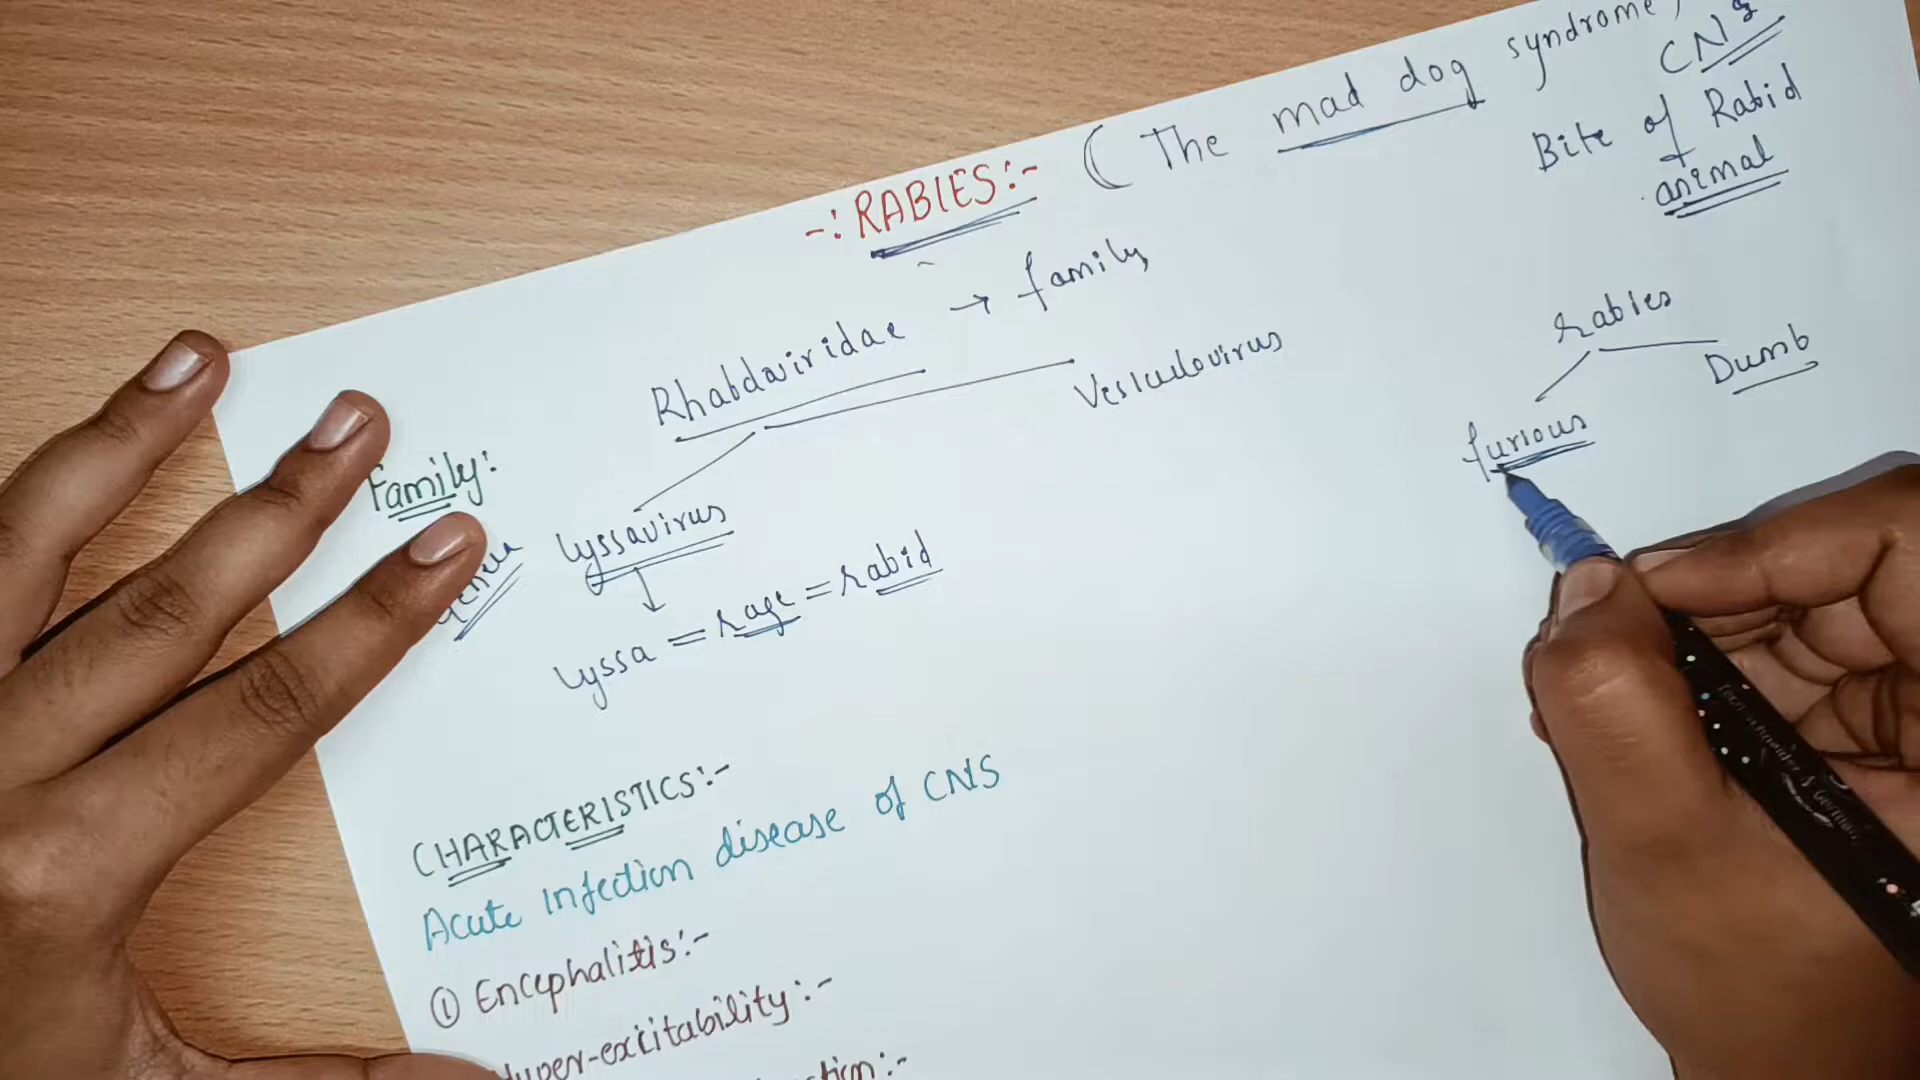 -: RABIES:- ( The mad dog syndrome)
CNS
Bite of Rabid
animal
Rhabdaviridae → family
Family:
Lyssavirus
Vesiculovirus
Lyssa = rage = rabid
rabies
furious
Dumb
CHARACTERISTICS:-
Acute infection disease of CNS
① Encephalitis:-
Hyper-excitability:-